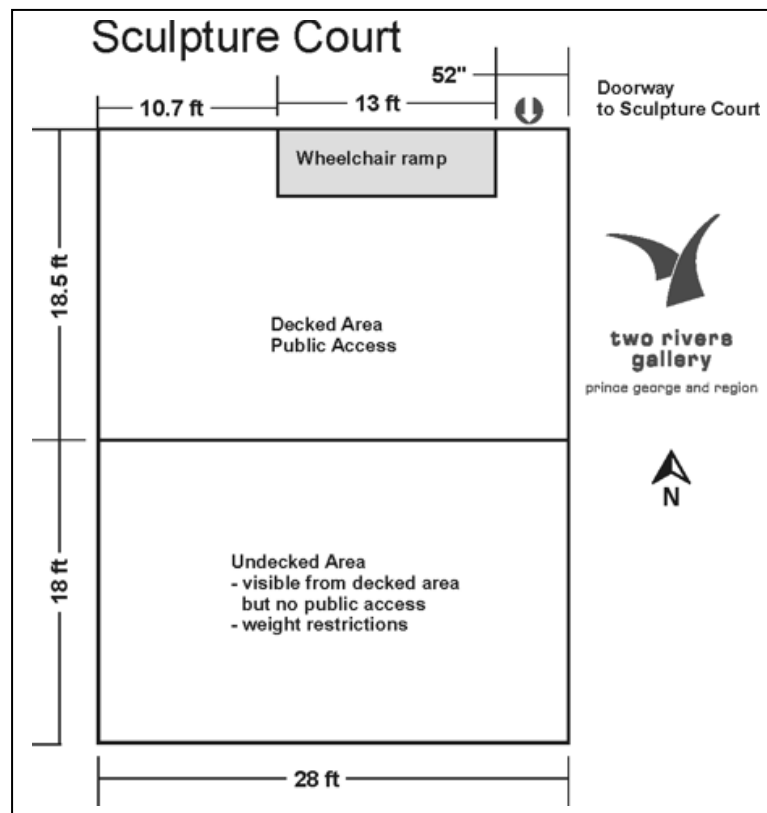 Sculpture Court
52"
10.7 ft
13 ft
Doorway
to Sculpture Court
Wheelchair ramp
18.5 ft
Decked Area
Public Access
two rivers
gallery
prince george and region
N
18 ft
Undecked Area
- visible from decked area
but no public access
- weight restrictions
28 ft